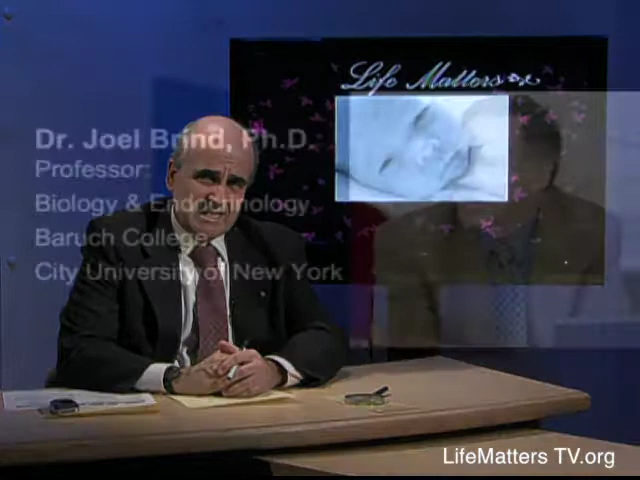 Life Matters
Dr. Joel Brind, Ph.D.
Professor:
Biology & Endocrinology
Baruch College
City University of New York
LifeMatters TV.org